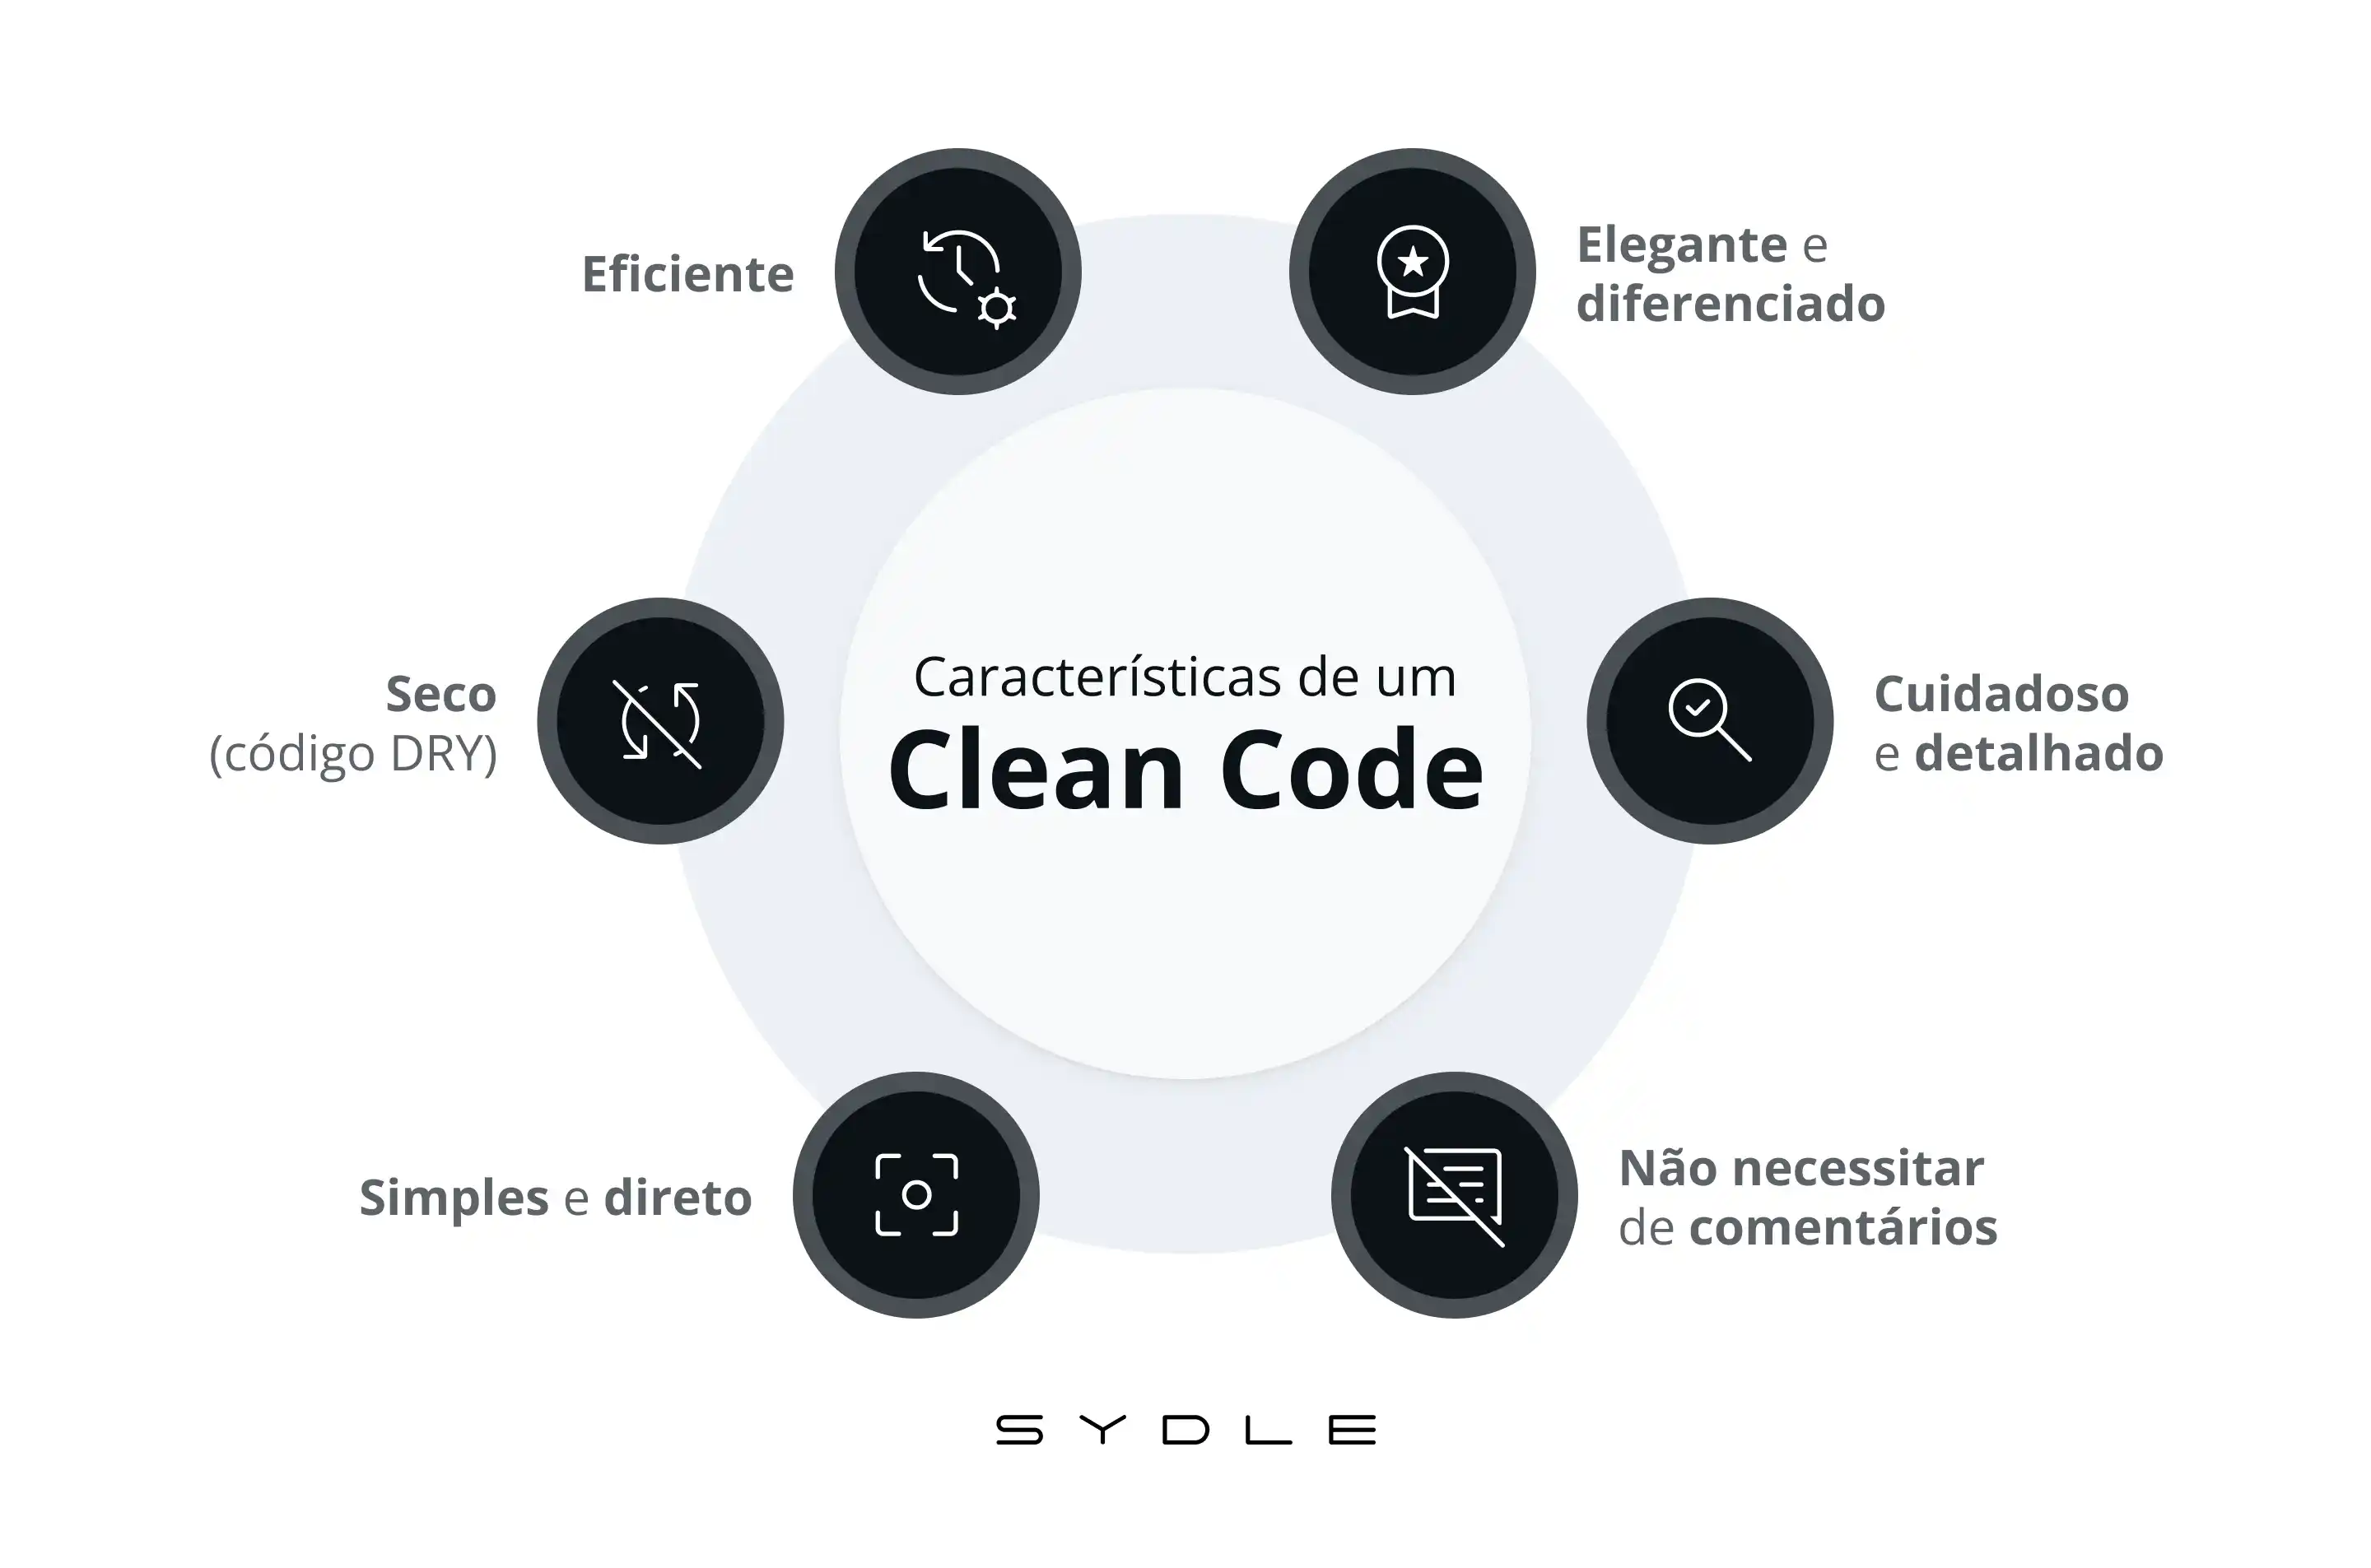 Características de um
Clean Code
Eficiente
Elegante e
diferenciado
Seco
(código DRY)
Cuidadoso
e detalhado
Simples e direto
Não necessitar
de comentários
SYDLE